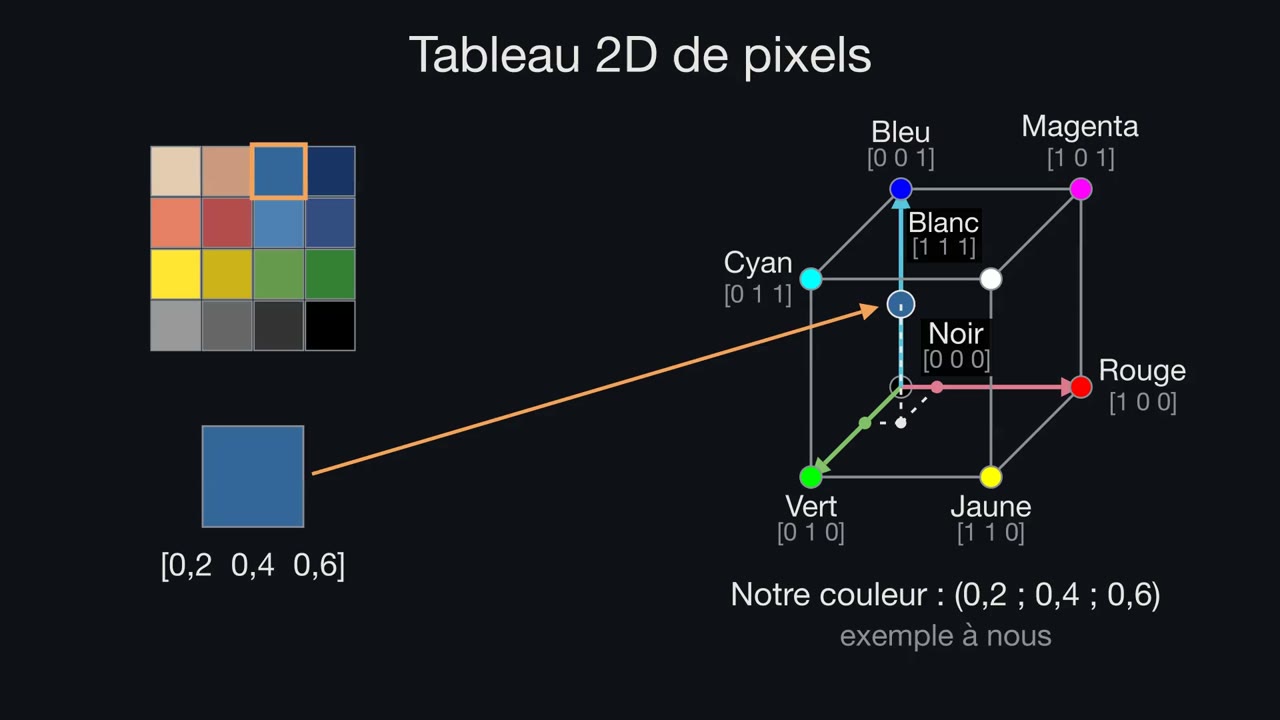 Tableau 2D de pixels
Bleu
[0 0 1]
Magenta
[1 0 1]
Blanc
[1 1 1]
Cyan
[0 1 1]
Noir
[0 0 0]
Rouge
[1 0 0]
Vert
[0 1 0]
Jaune
[1 1 0]
[0,2 0,4 0,6]
Notre couleur : (0,2 ; 0,4 ; 0,6)
exemple à nous